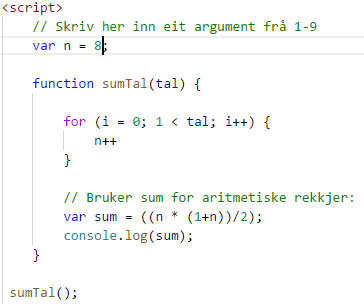 <script>
// Skriv her inn eit argument frå 1-9
var n = 8;
function sumTal(tal) {
for (i = 0; 1 < tal; i++) {
n++
}
// Bruker sum for aritmetiske rekkjer:
var sum = ((n * (1+n))/2);
console.log(sum);
}
sumTal();